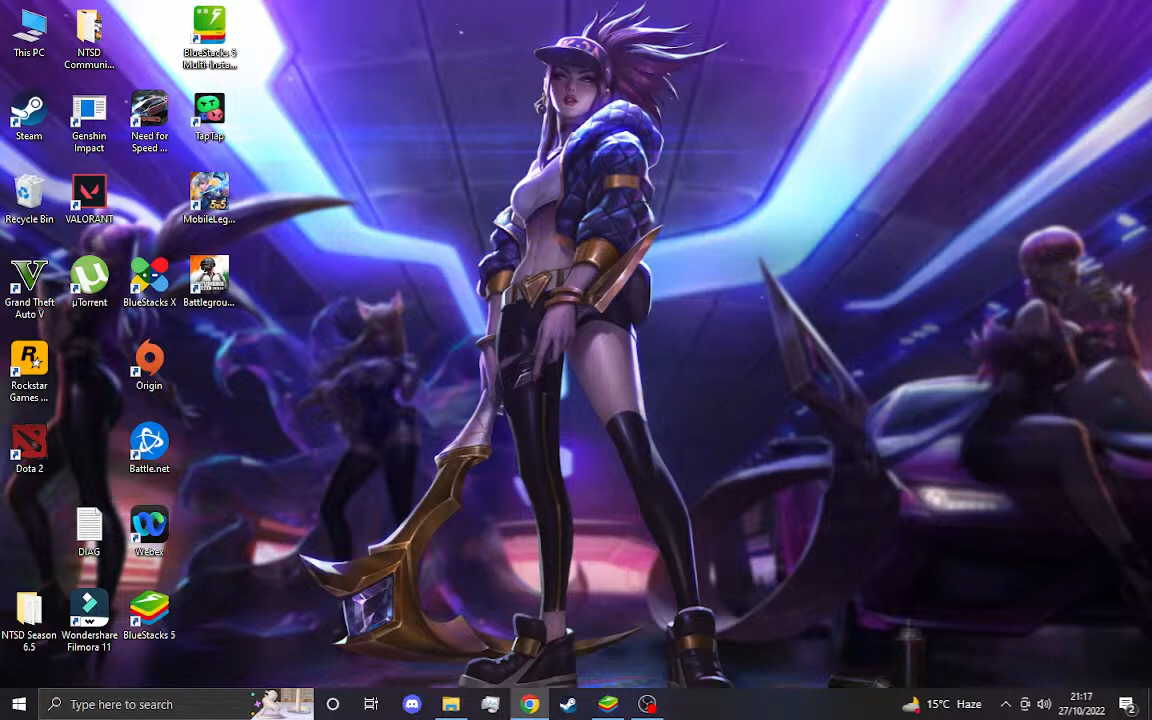 This PC
NTSD
Communi...
BlueStacks 5
Multi-Insta...
Steam
Genshin
Impact
Need for
Speed ...
TapTap
Recycle Bin
VALORANT
MobileLeg...
Grand Theft
Auto V
µTorrent
BlueStacks X
Battlegrou...
Rockstar
Games ...
Origin
Dota 2
Battle.net
DIAG
Webex
NTSD Season
6.5
Wondershare
Filmora 11
BlueStacks 5
Type here to search
15°C Haze
21:17
27/10/2022
2